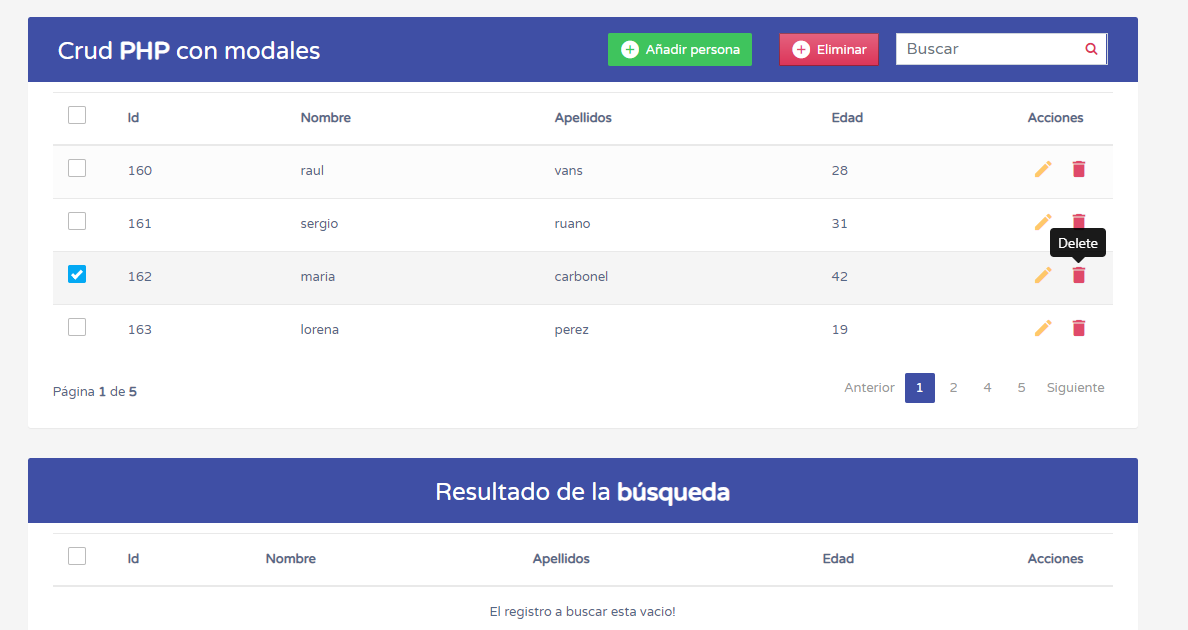 Crud PHP con modales Añadir persona Eliminar Buscar
Id Nombre Apellidos Edad Acciones
160 raul vans 28
161 sergio ruano 31
Delete
162 maria carbonel 42
163 lorena perez 19
Página 1 de 5 Anterior 1 2 4 5 Siguiente
Resultado de la búsqueda
Id Nombre Apellidos Edad Acciones
El registro a buscar esta vacio!